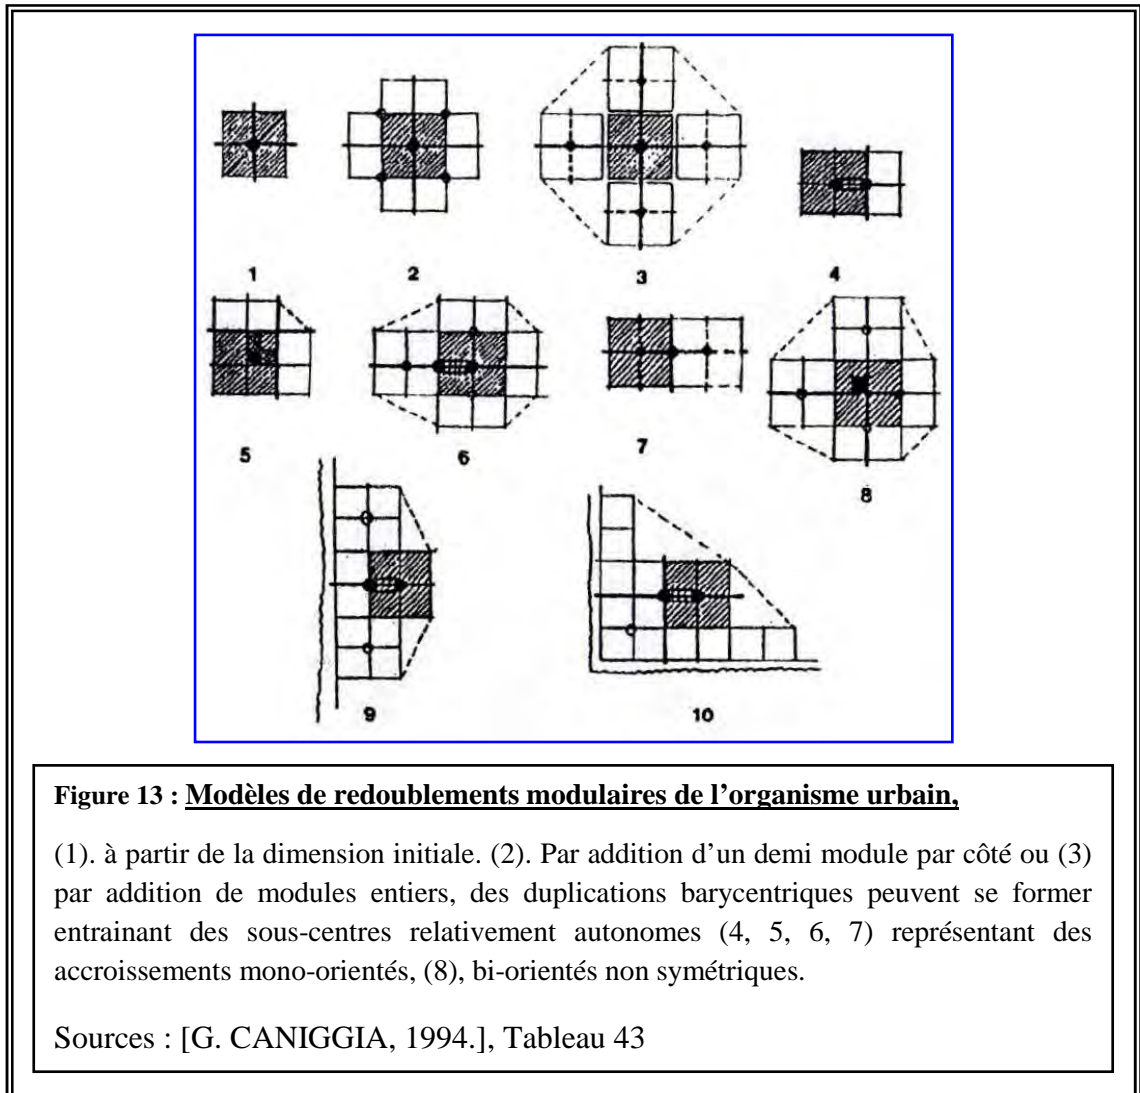 1 2 3 4
5 6 7 8
9 10
Figure 13 : Modèles de redoublements modulaires de l’organisme urbain,
(1). à partir de la dimension initiale. (2). Par addition d’un demi module par côté ou (3)
par addition de modules entiers, des duplications barycentriques peuvent se former
entrainant des sous-centres relativement autonomes (4, 5, 6, 7) représentant des
accroissements mono-orientés, (8), bi-orientés non symétriques.
Sources : [G. CANIGGIA, 1994.], Tableau 43